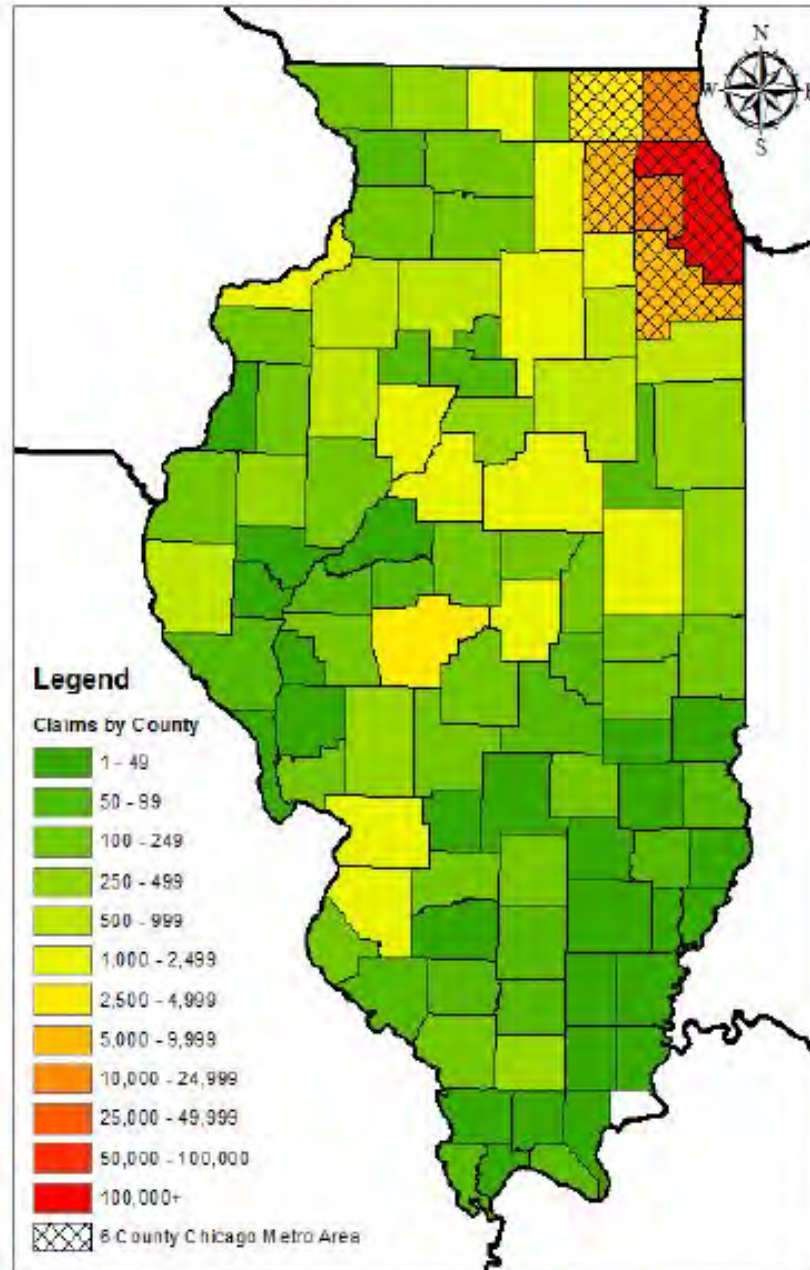 N
W
E
S
Legend
Claims by County
1 - 49
50 - 99
100 - 249
250 - 499
500 - 999
1,000 - 2,499
2,500 - 4,999
5,000 - 9,999
10,000 - 24,999
25,000 - 49,999
50,000 - 100,000
100,000+
6 County Chicago Metro Area